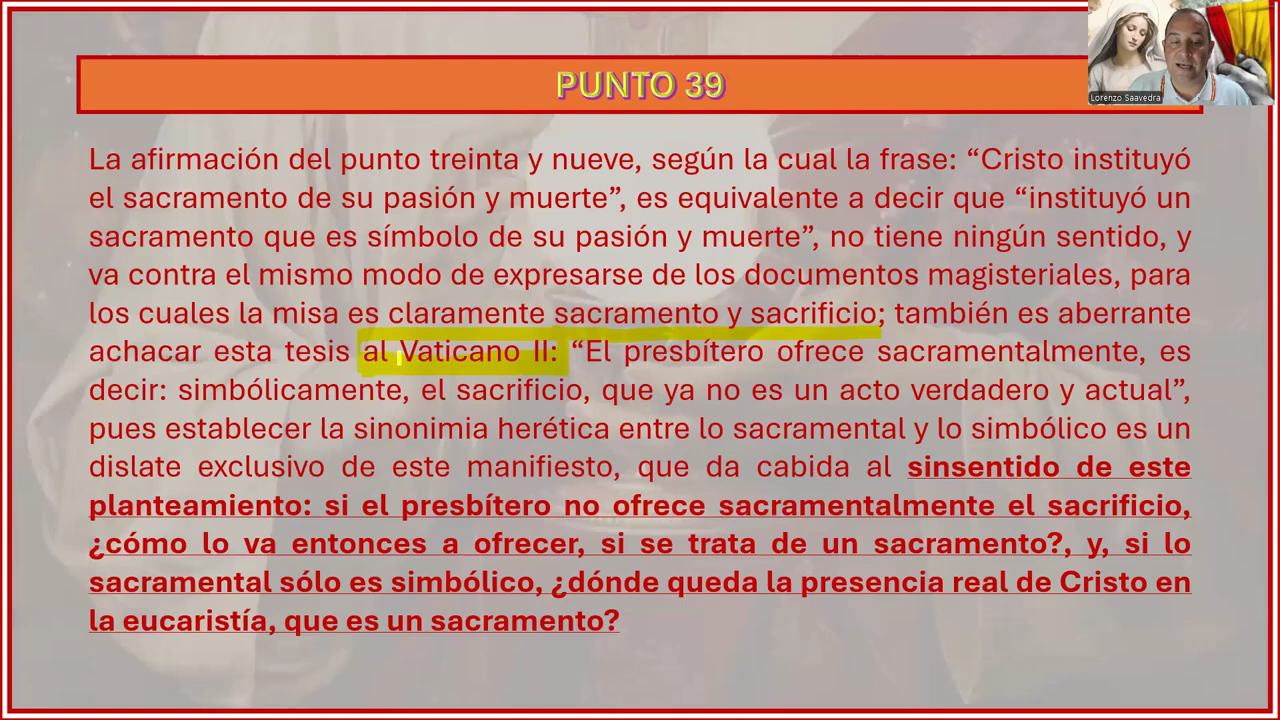 PUNTO 39
Lorenzo Saavedra
La afirmación del punto treinta y nueve, según la cual la frase: “Cristo instituyó
el sacramento de su pasión y muerte”, es equivalente a decir que “instituyó un
sacramento que es símbolo de su pasión y muerte”, no tiene ningún sentido, y
va contra el mismo modo de expresarse de los documentos magisteriales, para
los cuales la misa es claramente sacramento y sacrificio; también es aberrante
achacar esta tesis al Vaticano II: “El presbítero ofrece sacramentalmente, es
decir: simbólicamente, el sacrificio, que ya no es un acto verdadero y actual”,
pues establecer la sinonimia herética entre lo sacramental y lo simbólico es un
dislate exclusivo de este manifiesto, que da cabida al sinsentido de este
planteamiento: si el presbítero no ofrece sacramentalmente el sacrificio,
¿cómo lo va entonces a ofrecer, si se trata de un sacramento?, y, si lo
sacramental sólo es simbólico, ¿dónde queda la presencia real de Cristo en
la eucaristía, que es un sacramento?